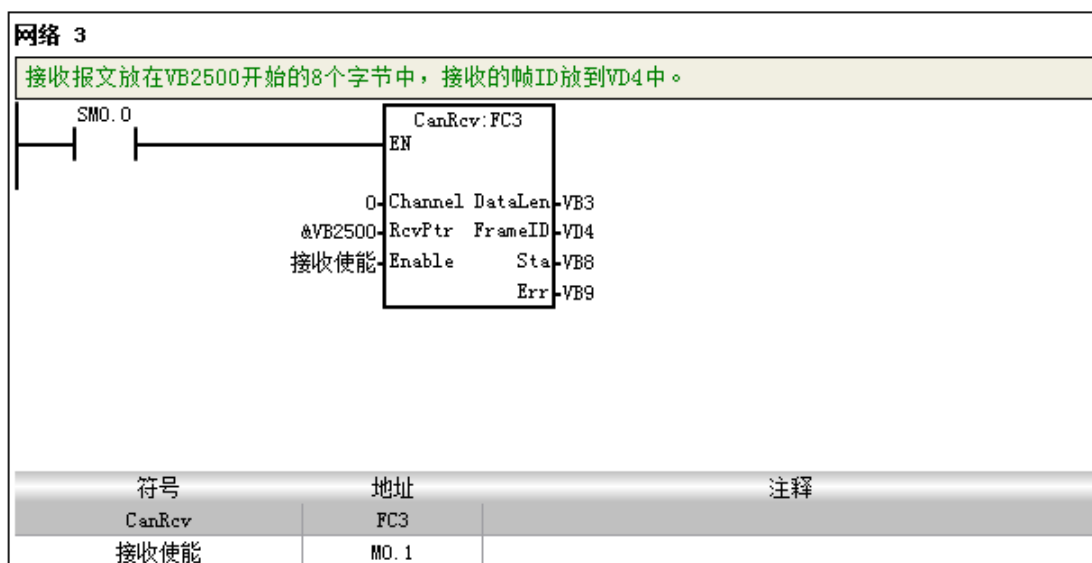 网络 3
接收报文放在VB2500开始的8个字节中，接收的帧ID放到VD4中。
SM0.0
CanRcv:FC3
EN
0 Channel DataLen VB3
&VB2500 RcvPtr FrameID VD4
接收使能 Enable Sta VB8
Err VB9
符号 地址 注释
CanRcv FC3
接收使能 M0.1